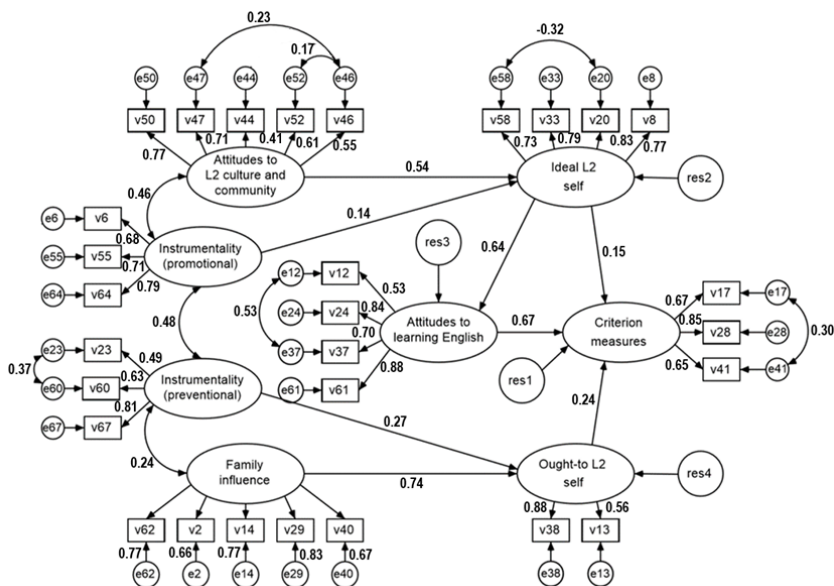 0.23
-0.32
0.17
e50
e47
e44
e52
e46
e58
e33
e20
e8
v50
v47
v44
v52
v46
v58
v33
v20
v8
0.77
0.71
0.41
0.61
0.55
0.73
0.79
0.83
0.77
Attitudes to
L2 culture and
community
0.54
Ideal L2
self
res2
0.46
0.14
e6
v6
0.68
e55
v55
0.71
e64
v64
0.79
Instrumentality
(promotional)
res3
0.64
0.15
e12
v12
0.53
e24
v24
0.84
e37
v37
0.70
e61
v61
0.88
0.53
Attitudes to
learning English
0.67
Criterion
measures
0.67
v17
e17
0.85
v28
e28
0.65
v41
e41
0.30
0.48
res1
e23
v23
0.49
0.37
e60
v60
0.63
e67
v67
0.81
Instrumentality
(preventional)
0.27
0.24
0.24
Family
influence
0.74
Ought-to L2
self
res4
0.88
0.56
v62
v2
v14
v29
v40
v38
v13
0.77
0.66
0.77
0.83
0.67
e62
e2
e14
e29
e40
e38
e13